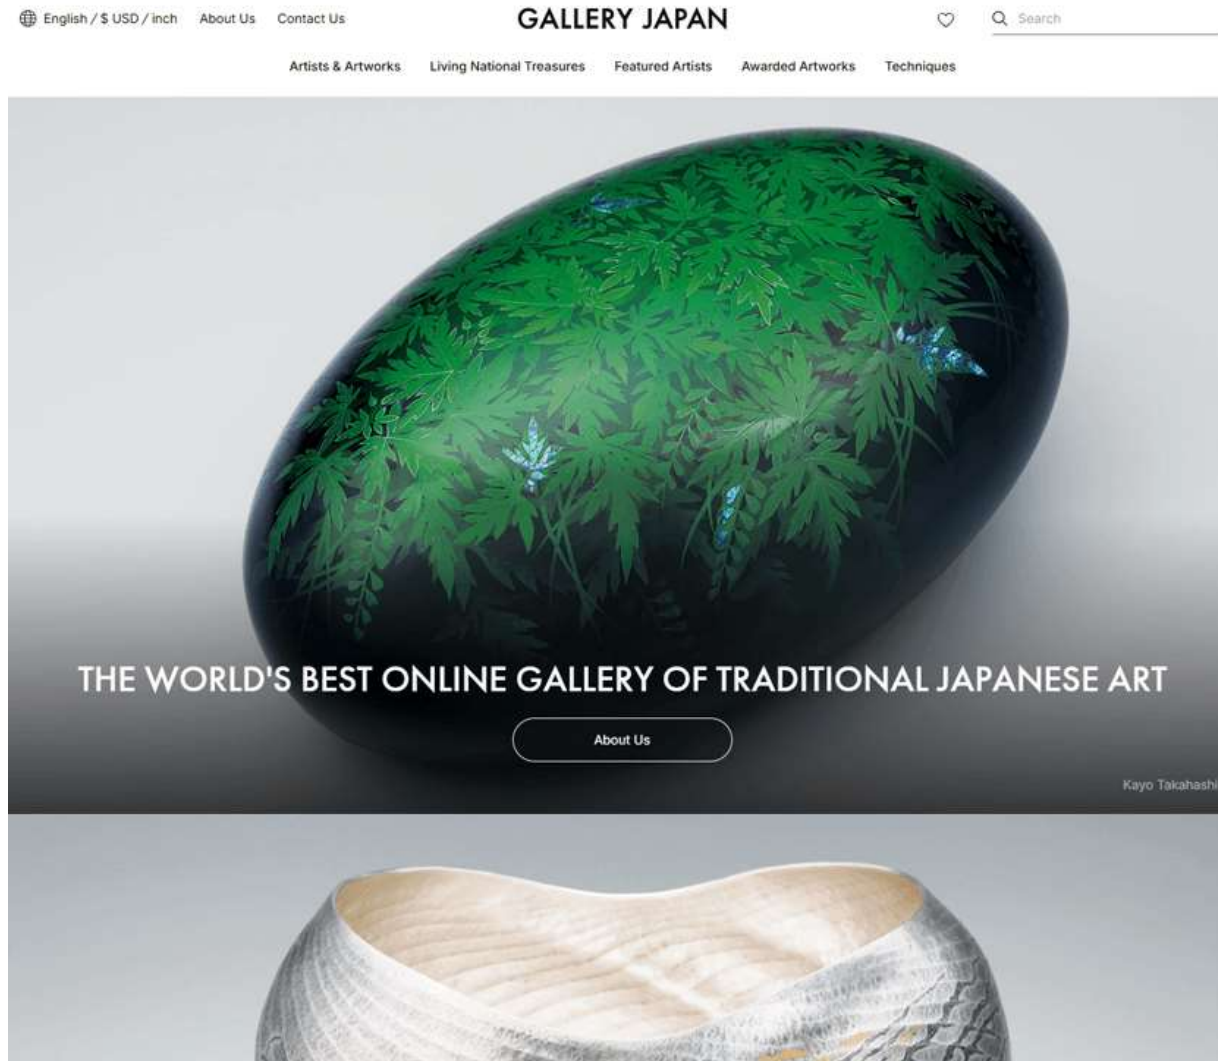 English / $ USD / inch About Us Contact Us GALLERY JAPAN Search
Artists & Artworks Living National Treasures Featured Artists Awarded Artworks Techniques
THE WORLD'S BEST ONLINE GALLERY OF TRADITIONAL JAPANESE ART
About Us
Kayo Takahashi